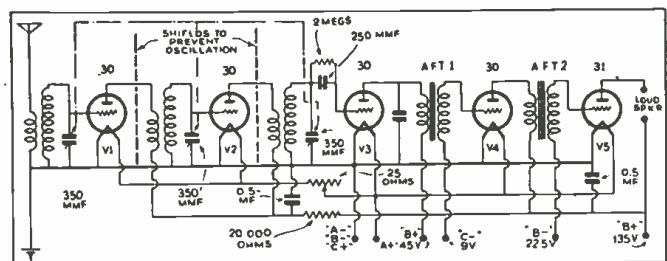 SHIELDS TO
PREVENT
OSCILLATION
2 MEGS
250 MMF
30
30
30
AFT 1
30
AFT 2
31
LOUD
SPKR
V1
V2
350
MMF
V3
V4
V5
350
MMF
350'
MMF
0.5-
MF
25
OHMS
0.5
MF
20 000
OHMS
"A-"
"B-"
"C+"
A+
"B+"
45V
"C-"
9V
"B-"
22.5V
"B+"
135V